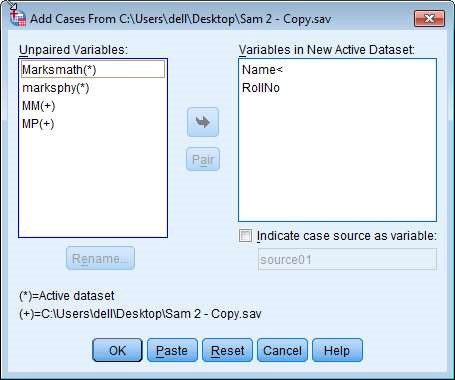 Add Cases From C:\Users\dell\Desktop\Sam 2 - Copy.sav
Unpaired Variables:
Marksmath(*)
marksphy(*)
MM(+)
MP(+)
Rename...
Pair
Variables in New Active Dataset:
Name<
RollNo
Indicate case source as variable:
source01
(*)=Active dataset
(+)=C:\Users\dell\Desktop\Sam 2 - Copy.sav
OK Paste Reset Cancel Help